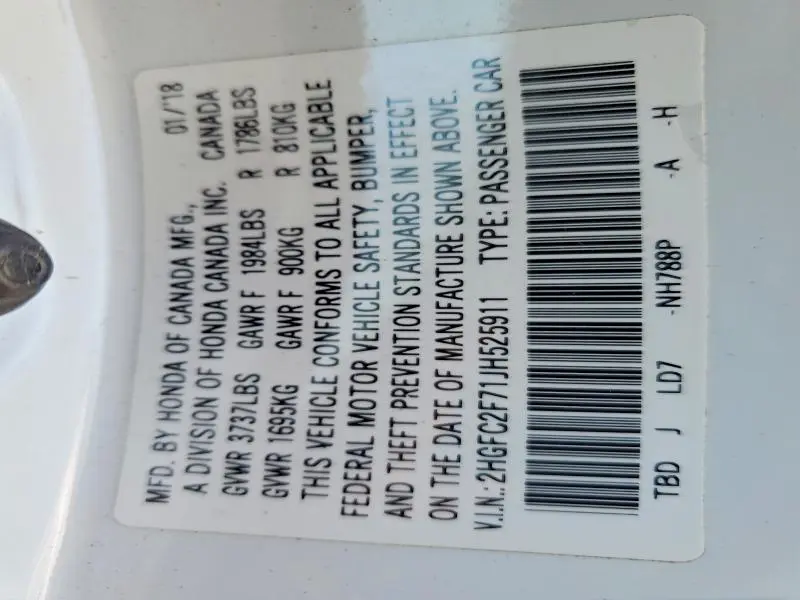 MFD. BY HONDA OF CANADA MFG., 01/'18
A DIVISION OF HONDA CANADA INC. CANADA
GVWR 3737LBS GAWR F 1984LBS R 1786LBS
GVWR 1695KG GAWR F 900KG R 810KG
THIS VEHICLE CONFORMS TO ALL APPLICABLE
FEDERAL MOTOR VEHICLE SAFETY, BUMPER,
AND THEFT PREVENTION STANDARDS IN EFFECT
ON THE DATE OF MANUFACTURE SHOWN ABOVE.
V.I.N.: 2HGFC2F71JH525911 TYPE: PASSENGER CAR
TBD J LD7 -NH788P -A -H